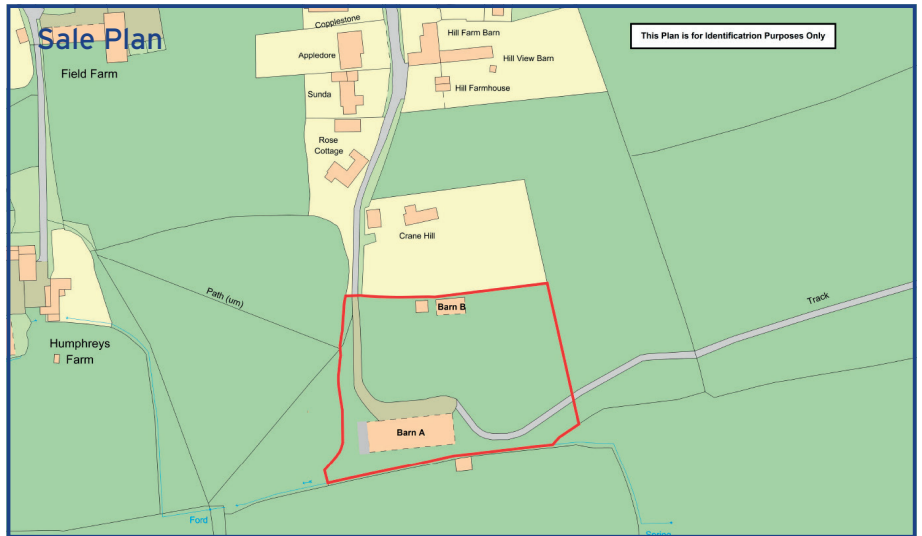 Sale Plan
Copplestone
Hill Farm Barn
This Plan is for Identificatrion Purposes Only
Appledore
Hill View Barn
Field Farm
Sunda
Hill Farmhouse
Rose
Cottage
Crane Hill
Path (um)
Track
Barn B
Humphreys
Farm
Barn A
Ford
Spring